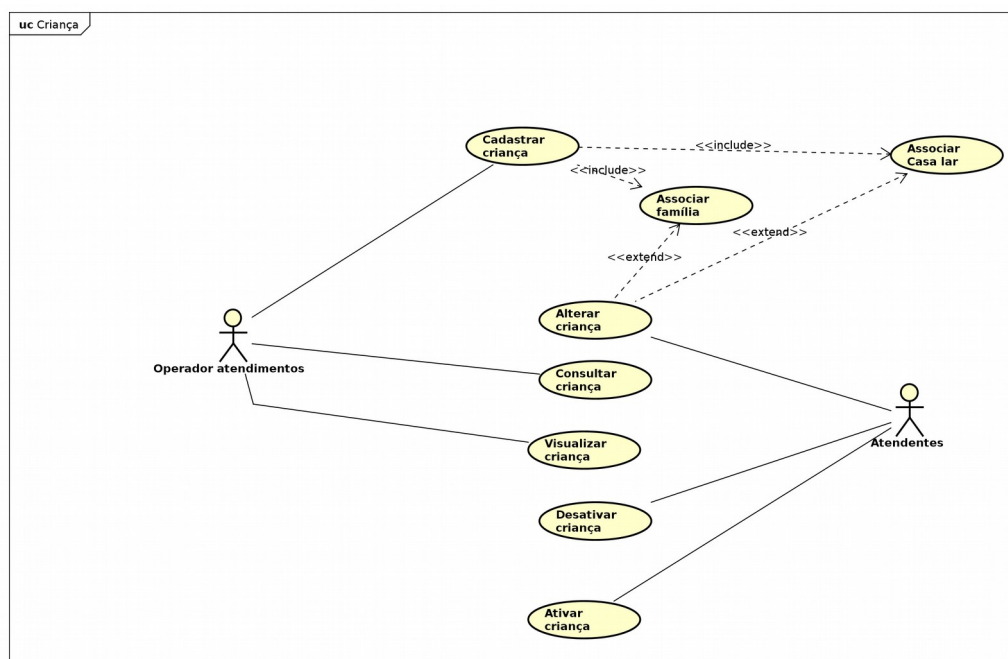 uc Criança
Cadastrar
criança
<<include>>
Associar
Casa lar
<<include>>
Associar
família
<<extend>>
<<extend>>
Alterar
criança
Operador atendimentos
Consultar
criança
Atendentes
Visualizar
criança
Desativar
criança
Ativar
criança